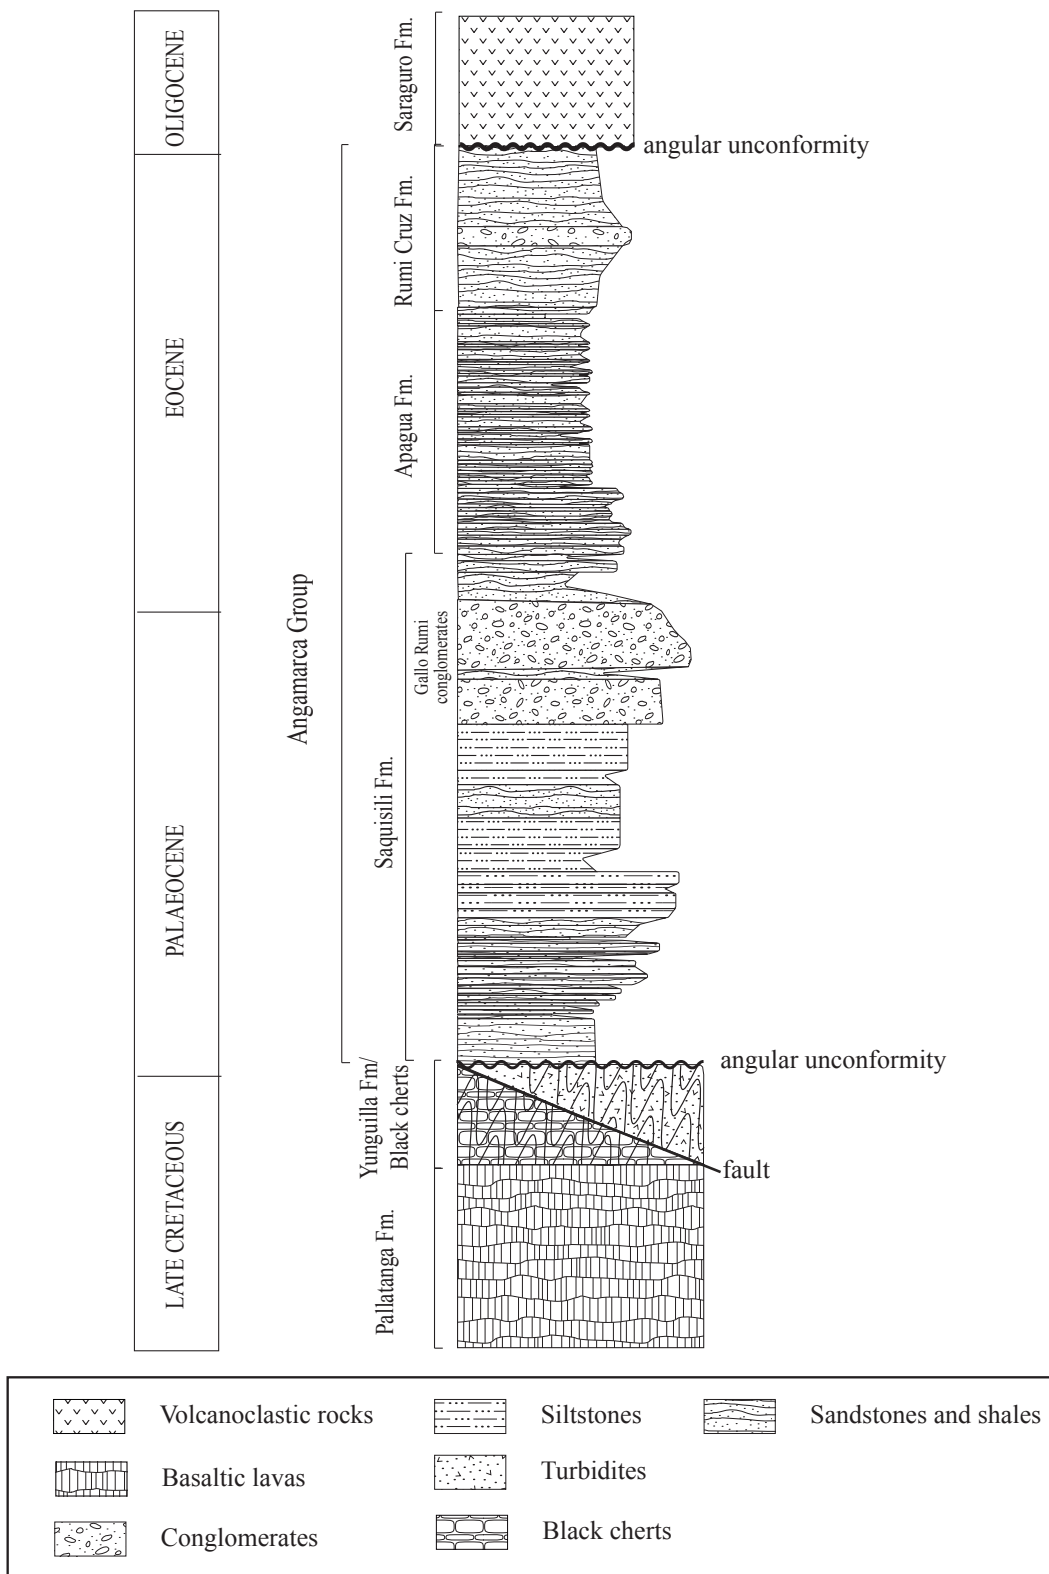 OLIGOCENE
EOCENE
PALAEOCENE
LATE CRETACEOUS
Angamarca Group
Saraguro Fm.
Rumi Cruz Fm.
Apagua Fm.
Gallo Rumi
conglomerates
Saquisili Fm.
Yunguilla Fm/
Black cherts
Pallatanga Fm.
angular unconformity
angular unconformity
fault
Volcanoclastic rocks
Siltstones
Sandstones and shales
Basaltic lavas
Turbidites
Conglomerates
Black cherts